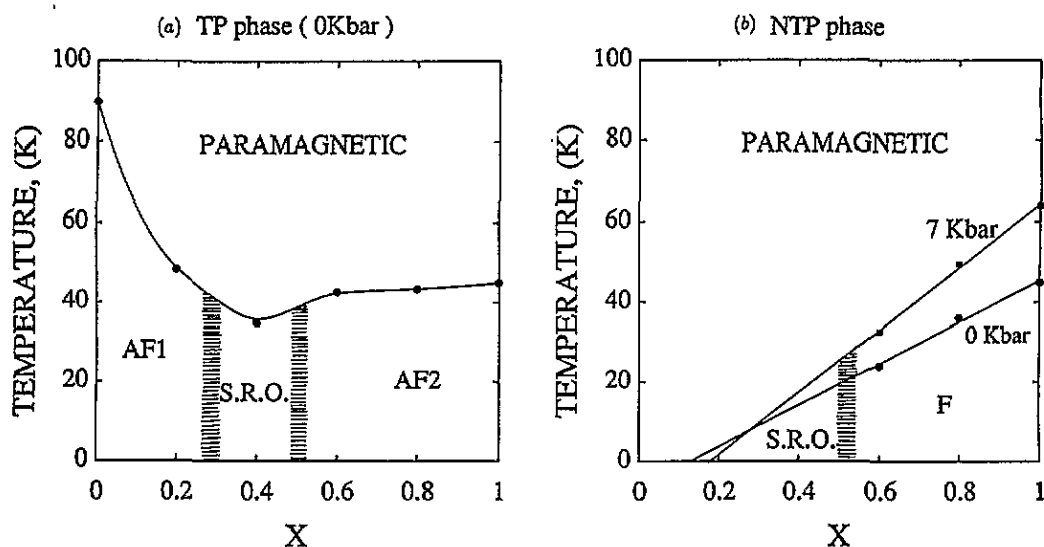 (a) TP phase ( 0Kbar )
TEMPERATURE, (K)
100
80
60
40
20
0
PARAMAGNETIC
AF1
S.R.O.
AF2
0 0.2 0.4 0.6 0.8 1
X
(b) NTP phase
TEMPERATURE, (K)
100
80
60
40
20
0
PARAMAGNETIC
7 Kbar
0 Kbar
S.R.O.
F
0 0.2 0.4 0.6 0.8 1
X